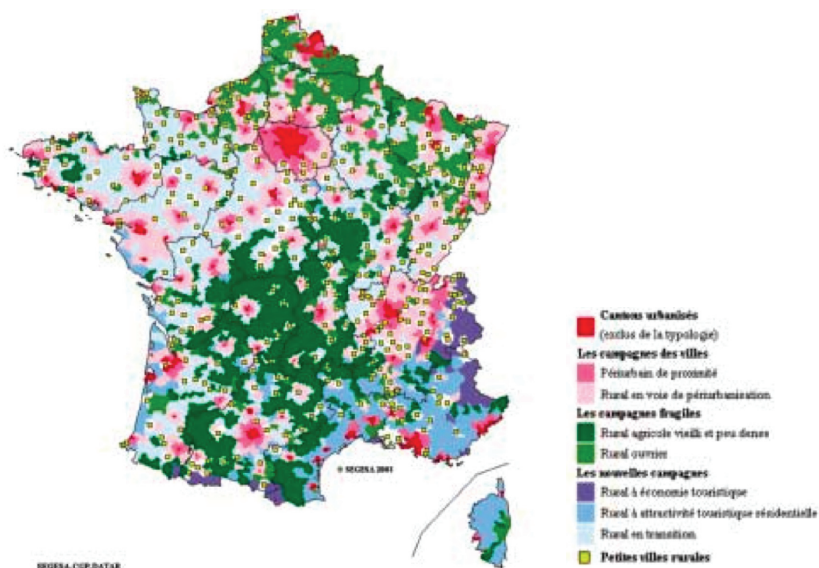 Cantons urbanisés
(exclus de la typologie)
Les campagnes des villes
Périurbain de proximité
Rural en voie de périurbanisation
Les campagnes fragiles
Rural agricole vieilli et peu dense
Rural ouvrier
Les nouvelles campagnes
Rural à économie touristique
Rural à attractivité touristique résidentielle
Rural en transition
Petites villes rurales
© SEGESA 2003
SEGESA, CGP, DATAR